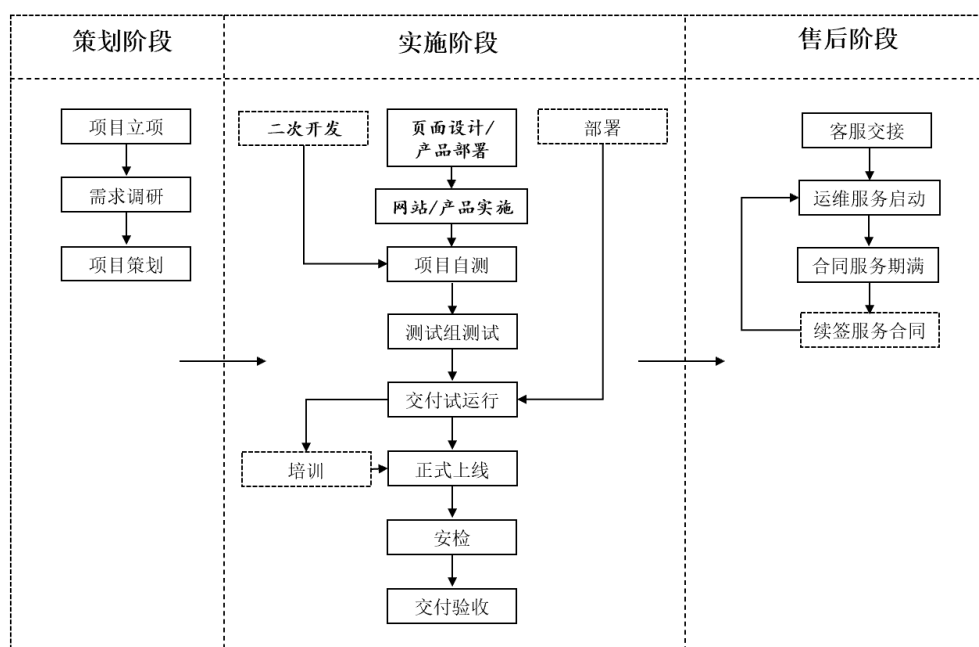 策划阶段
实施阶段
售后阶段
项目立项
需求调研
项目策划
二次开发
页面设计/
产品部署
部署
网站/产品实施
项目自测
测试组测试
交付试运行
培训
正式上线
安检
交付验收
客服交接
运维服务启动
合同服务期满
续签服务合同